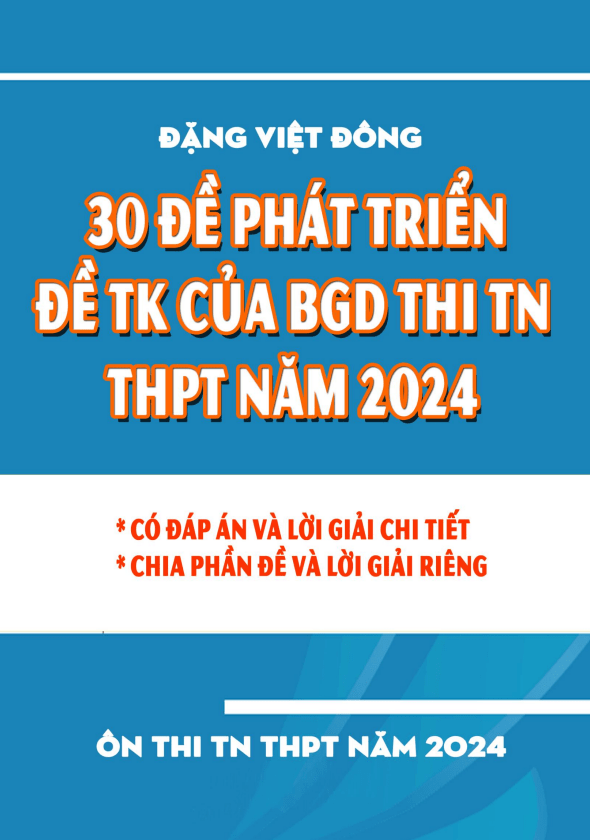 ĐẶNG VIỆT ĐÔNG
30 ĐỀ PHÁT TRIỂN
ĐỀ TK CỦA BGD THI TN
THPT NĂM 2024
* CÓ ĐÁP ÁN VÀ LỜI GIẢI CHI TIẾT
* CHIA PHẦN ĐỀ VÀ LỜI GIẢI RIÊNG
ÔN THI TN THPT NĂM 2024